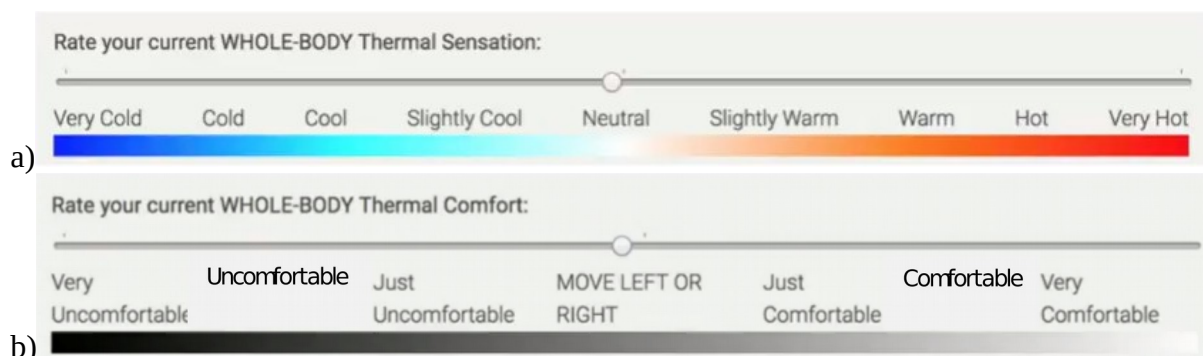 Rate your current WHOLE-BODY Thermal Sensation:
Very Cold Cold Cool Slightly Cool Neutral Slightly Warm Warm Hot Very Hot
a)
Rate your current WHOLE-BODY Thermal Comfort:
Very Uncomfortable Just MOVE LEFT OR Just Comfortable Very
Uncomfortable Uncomfortable RIGHT Comfortable Comfortable
b)